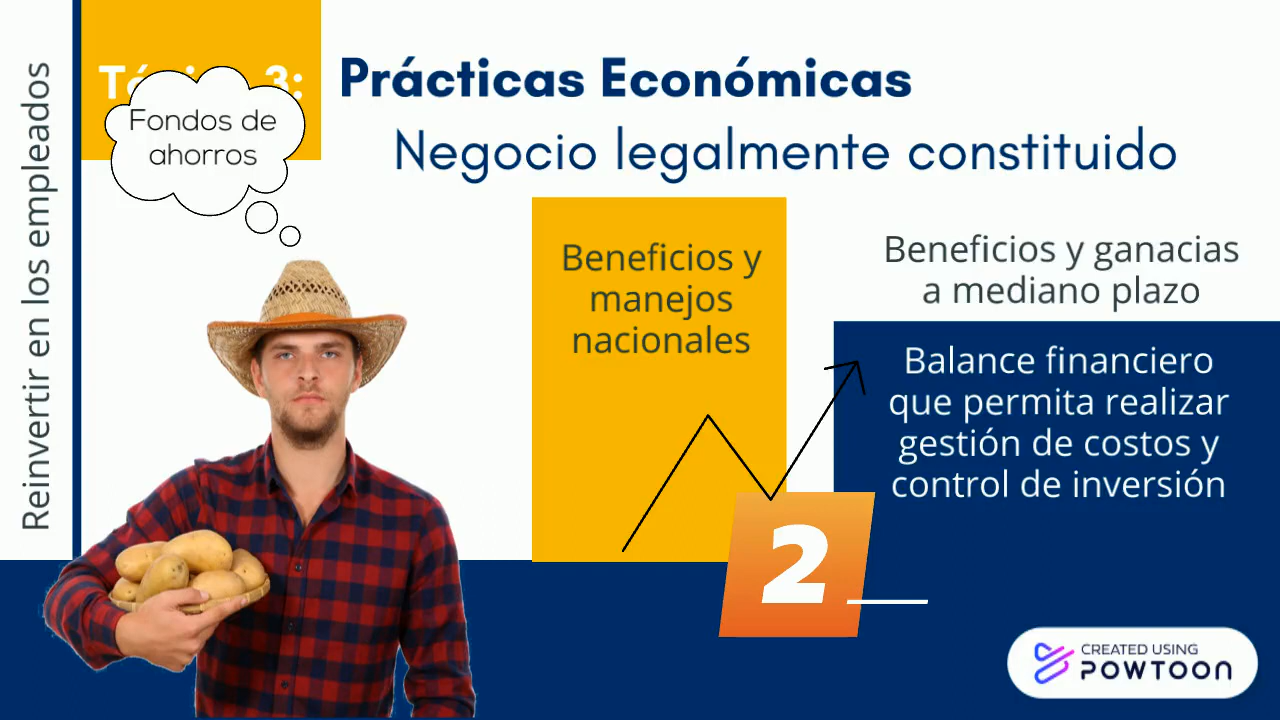 Reinvertir en los empleados
3:
Fondos de
ahorros
Prácticas Económicas
Negocio legalmente constituido
Beneficios y
manejos
nacionales
Beneficios y ganacias
a mediano plazo
Balance financiero
que permita realizar
gestión de costos y
control de inversión
2
CREATED USING
POWTOON